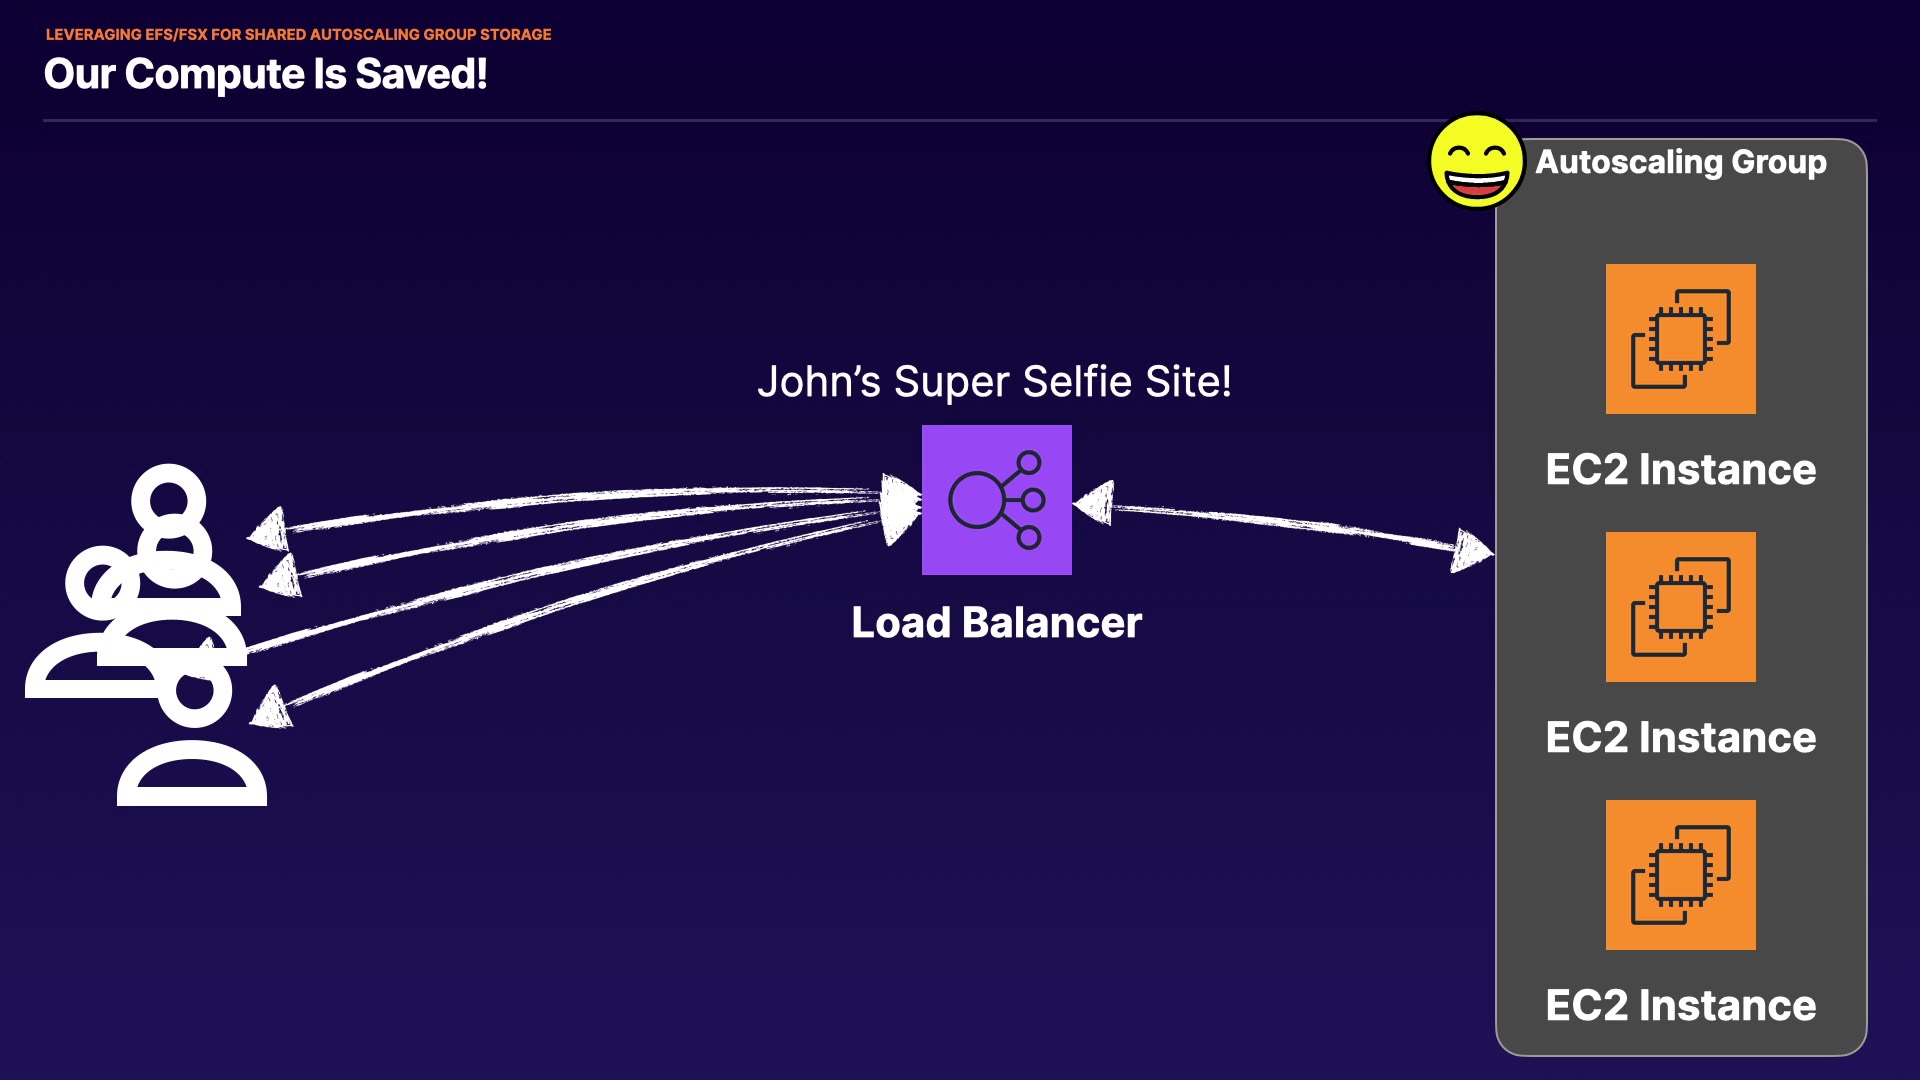 LEVERAGING EFS/FSX FOR SHARED AUTOSCALING GROUP STORAGE
Our Compute Is Saved!
Autoscaling Group
John’s Super Selfie Site!
Load Balancer
EC2 Instance
EC2 Instance
EC2 Instance